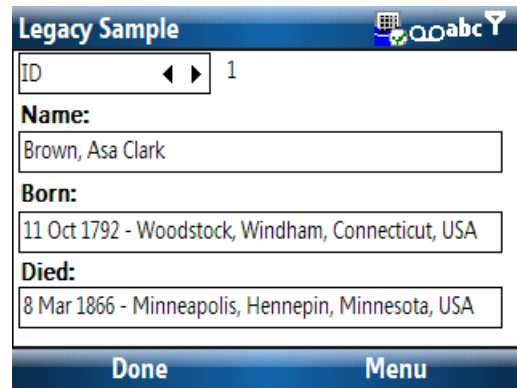 Legacy Sample abc
ID 1
Name:
Brown, Asa Clark
Born:
11 Oct 1792 - Woodstock, Windham, Connecticut, USA
Died:
8 Mar 1866 - Minneapolis, Hennepin, Minnesota, USA
Done Menu